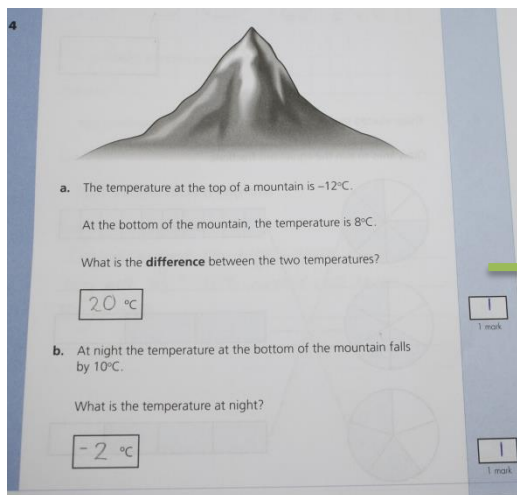 4
a. The temperature at the top of a mountain is –12°C.
At the bottom of the mountain, the temperature is 8°C.
What is the difference between the two temperatures?
20 °C
1
1 mark
b. At night the temperature at the bottom of the mountain falls
by 10°C.
What is the temperature at night?
-2 °C
1
1 mark